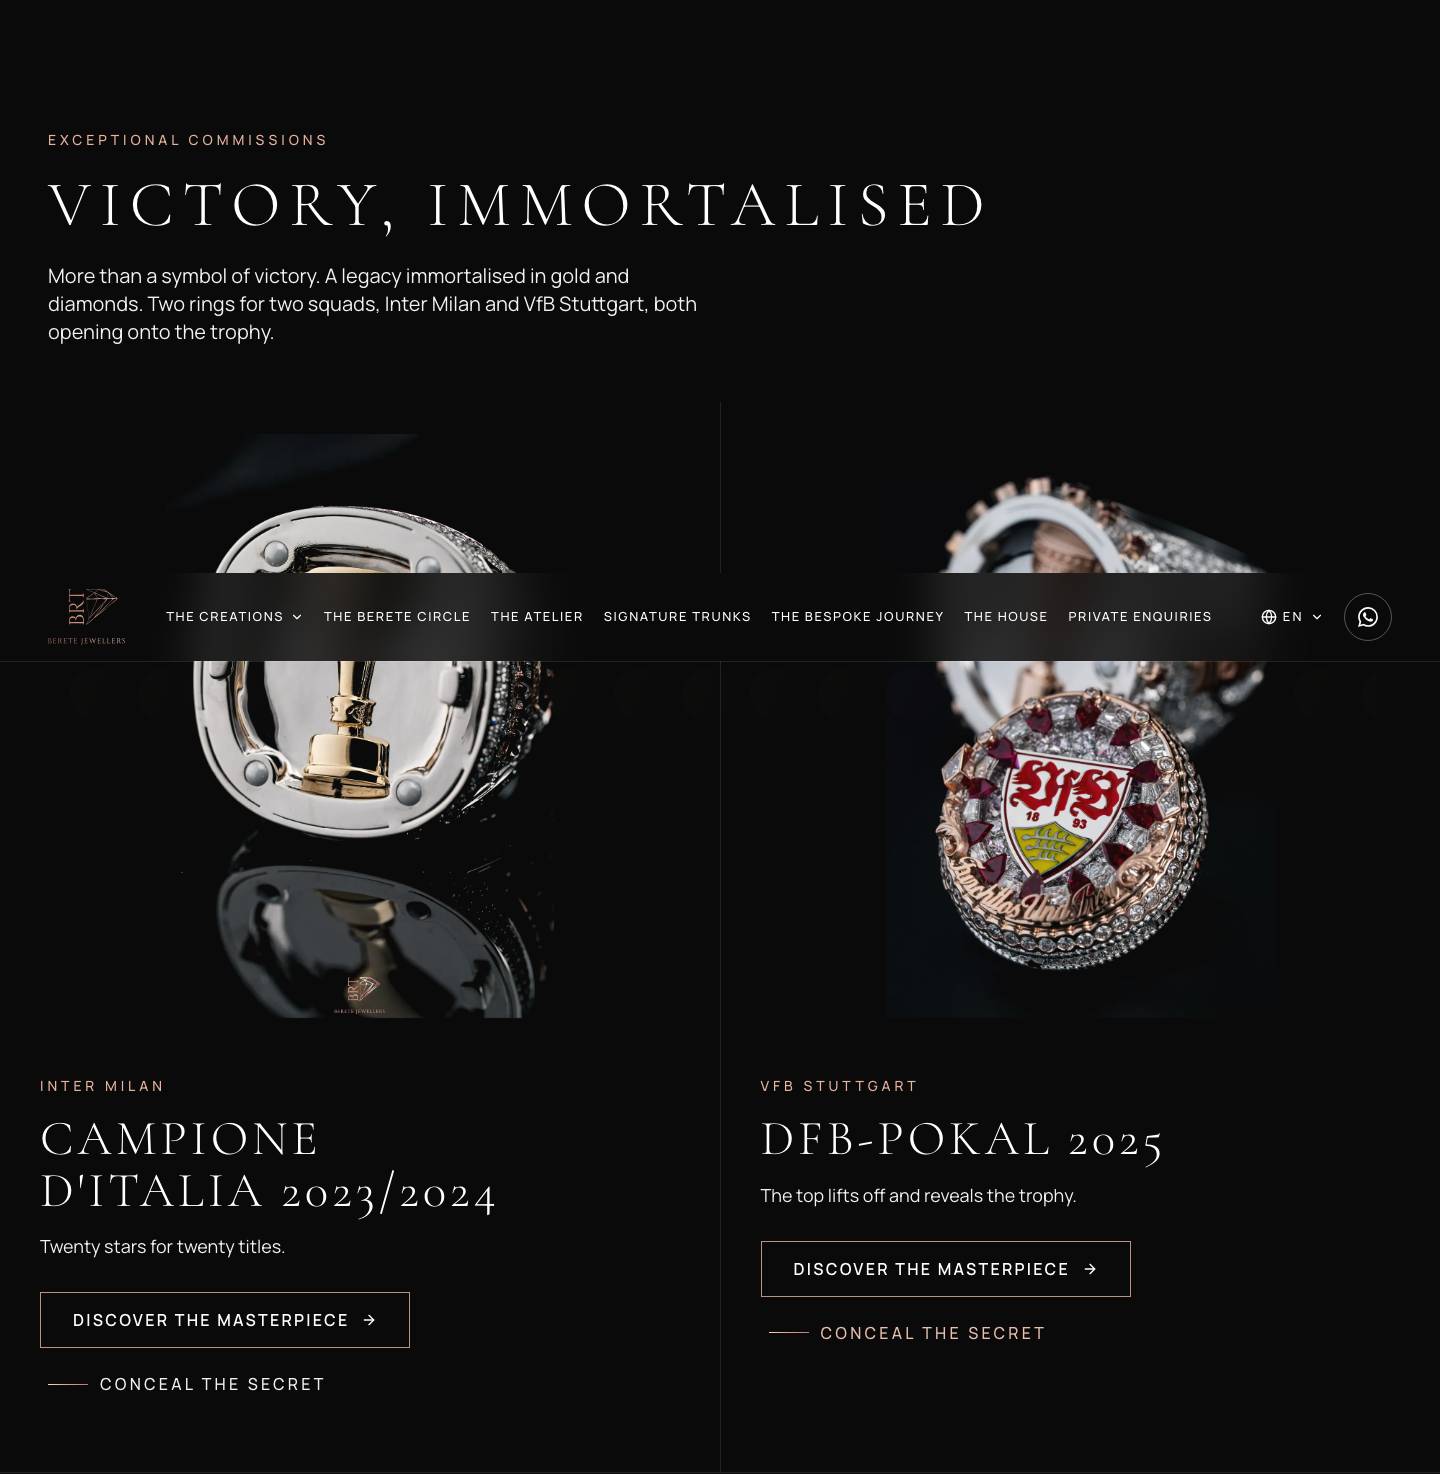 EXCEPTIONAL COMMISSIONS
VICTORY, IMMORTALISED
More than a symbol of victory. A legacy immortalised in gold and
diamonds. Two rings for two squads, Inter Milan and VfB Stuttgart, both
opening onto the trophy.
BRT
BERETE JEWELLERS
THE CREATIONS
THE BERETE CIRCLE
THE ATELIER
SIGNATURE TRUNKS
THE BESPOKE JOURNEY
THE HOUSE
PRIVATE ENQUIRIES
EN
VfB
18 93
Und
BRT
BERETE JEWELLERS
INTER MILAN
CAMPIONE
D'ITALIA 2023/2024
Twenty stars for twenty titles.
DISCOVER THE MASTERPIECE
CONCEAL THE SECRET
VFB STUTTGART
DFB-POKAL 2025
The top lifts off and reveals the trophy.
DISCOVER THE MASTERPIECE
CONCEAL THE SECRET